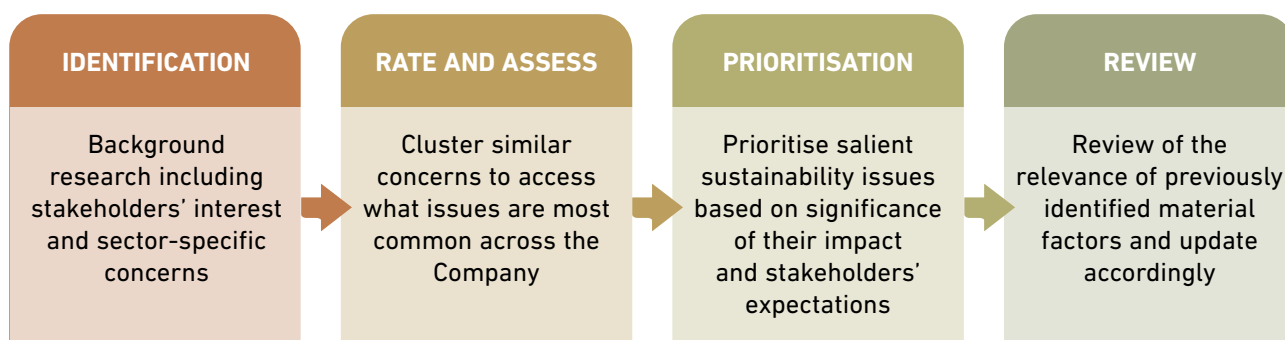 IDENTIFICATION
Background
research including
stakeholders’ interest
and sector-specific
concerns
RATE AND ASSESS
Cluster similar
concerns to access
what issues are most
common across the
Company
PRIORITISATION
Prioritise salient
sustainability issues
based on significance
of their impact
and stakeholders’
expectations
REVIEW
Review of the
relevance of previously
identified material
factors and update
accordingly